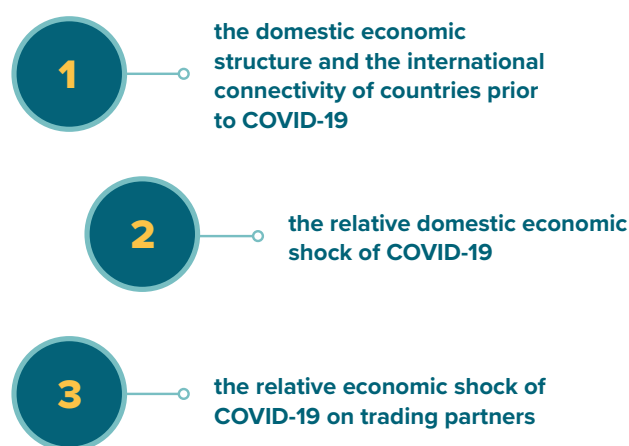 1
the domestic economic
structure and the international
connectivity of countries prior
to COVID-19
2
the relative domestic economic
shock of COVID-19
3
the relative economic shock of
COVID-19 on trading partners